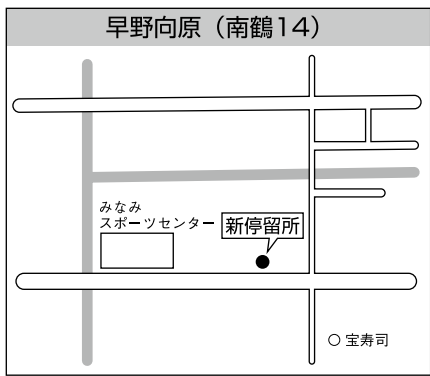 早野向原（南鶴14）
みなみ
スポーツセンター
新停留所
宝寿司